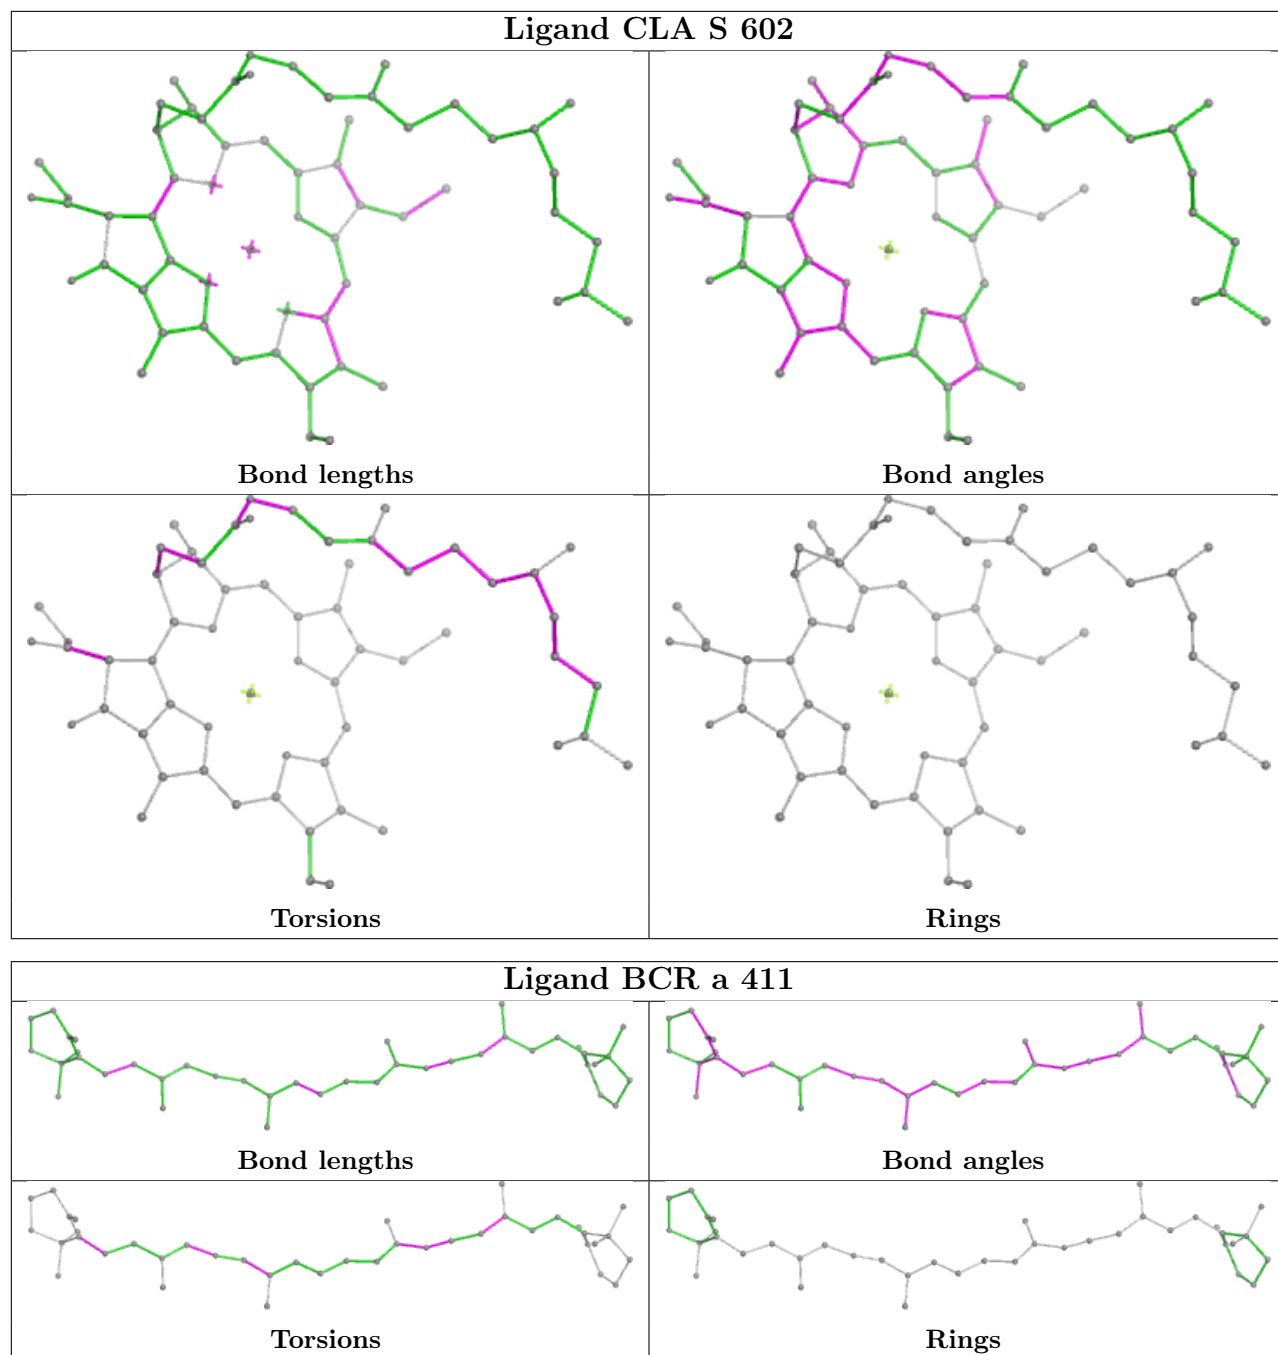 Ligand CLA S 602
Bond lengths
Bond angles
Torsions
Rings
Ligand BCR a 411
Bond lengths
Bond angles
Torsions
Rings